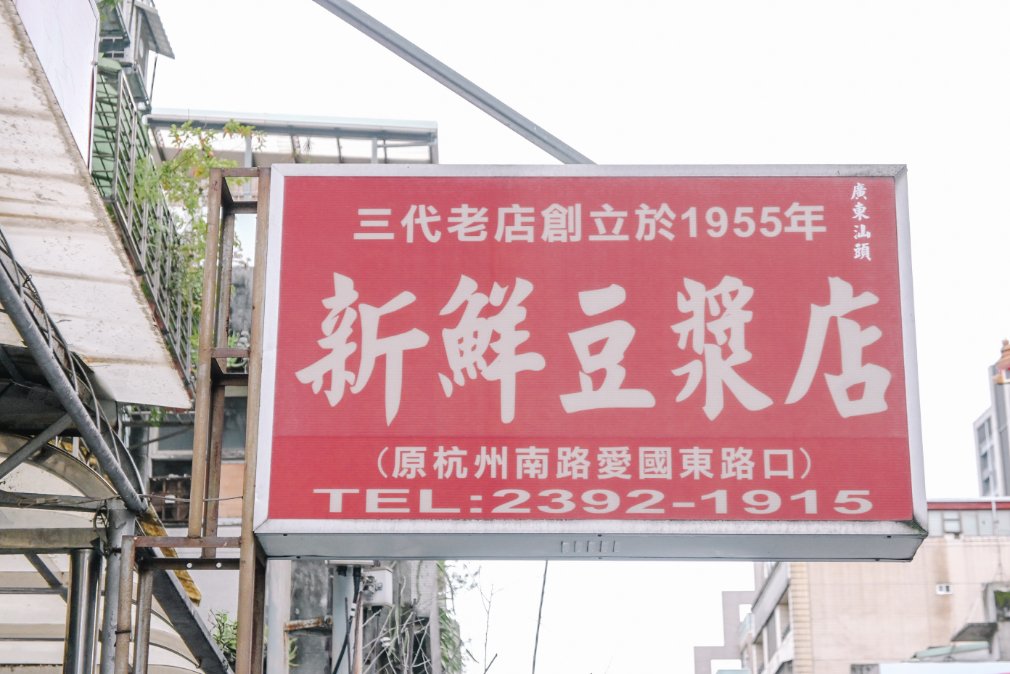 三代老店創立於1955年
廣東汕頭
新鮮豆漿店
(原杭州南路愛國東路口)
TEL:2392-1915